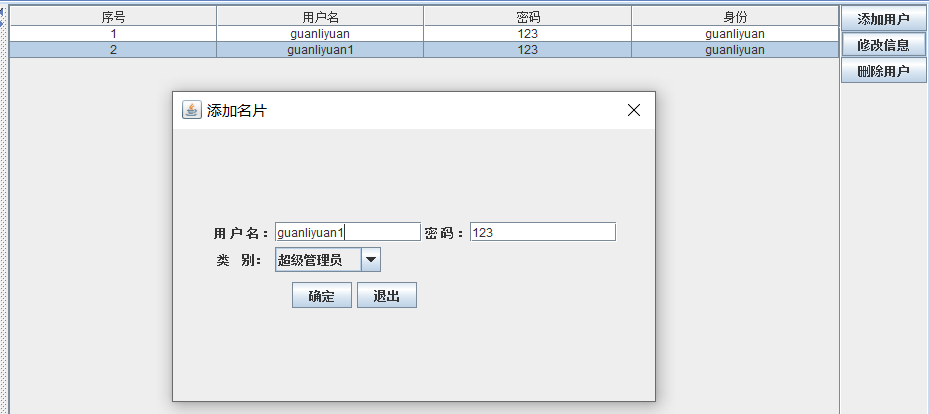 序号 用户名 密码 身份 添加用户
1 guanliyuan 123 guanliyuan
2 guanliyuan1 123 guanliyuan 修改信息
删除用户
添加名片
用户名： guanliyuan1 密码： 123
类 别： 超级管理员
确定 退出